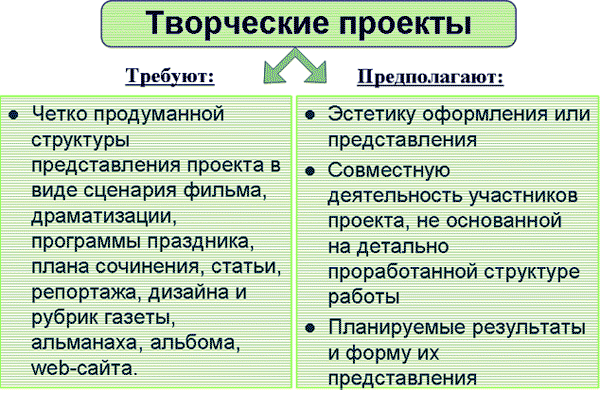 Творческие проекты
Требуют:
● Четко продуманной
структуры
представления проекта в
виде сценария фильма,
драматизации,
программы праздника,
плана сочинения, статьи,
репортажа, дизайна и
рубрик газеты,
альманаха, альбома,
web-сайта.
Предполагают:
● Эстетику оформления или
представления
● Совместную
деятельность участников
проекта, не основанной
на детально
проработанной структуре
работы
● Планируемые результаты
и форму их
представления